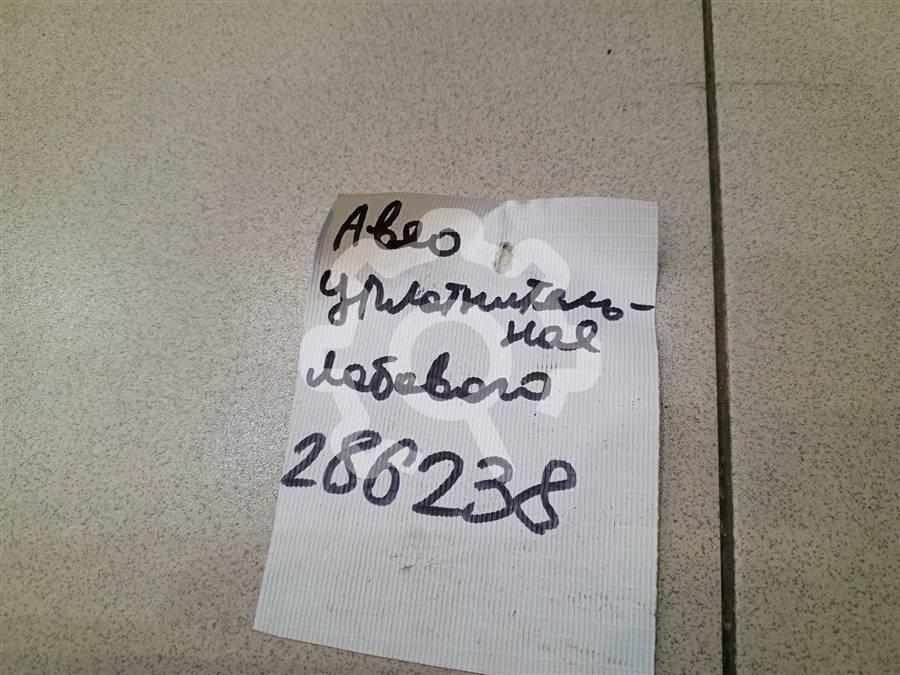 Авео
Уплотнитель-
ная
Лобового
286238